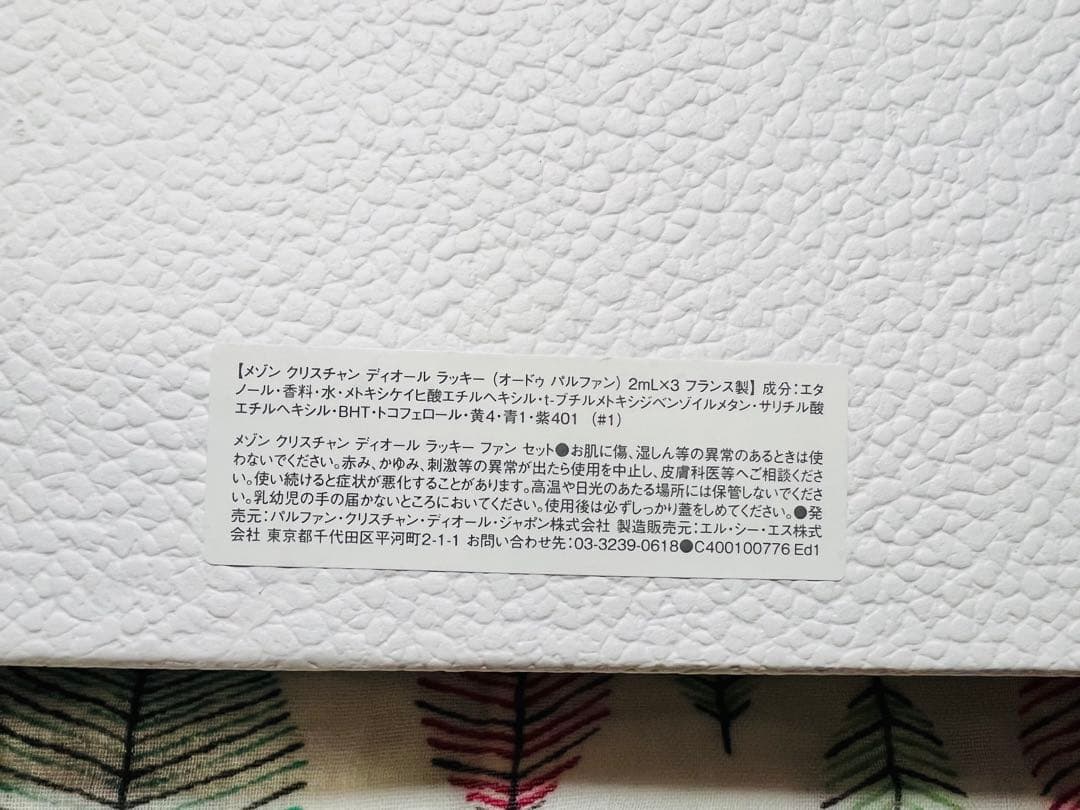 【メゾン クリスチャン ディオール ラッキー（オードゥ パルファン）2mL×3 フランス製】成分：エタ
ノール・香料・水・メトキシケイヒ酸エチルヘキシル・t-ブチルメトキシジベンゾイルメタン・サリチル酸
エチルヘキシル・BHT・トコフェロール・黄4・青1・紫401 （#1）
メゾン クリスチャン ディオール ラッキー ファン セット●お肌に傷、湿しん等の異常のあるときは使
わないでください。赤み、かゆみ、刺激等の異常が出たら使用を中止し、皮膚科医等へご相談くださ
い。使い続けると症状が悪化することがあります。高温や日光のあたる場所には保管しないでくださ
い。乳幼児の手の届かないところにおいてください。使用後は必ずしっかり蓋をしめてください。●発
売元：パルファン・クリスチャン・ディオール・ジャポン株式会社 製造販売元：エル・シー・エス株式
会社 東京都千代田区平河町2-1-1 お問い合わせ先：03-3239-0618●C400100776 Ed1